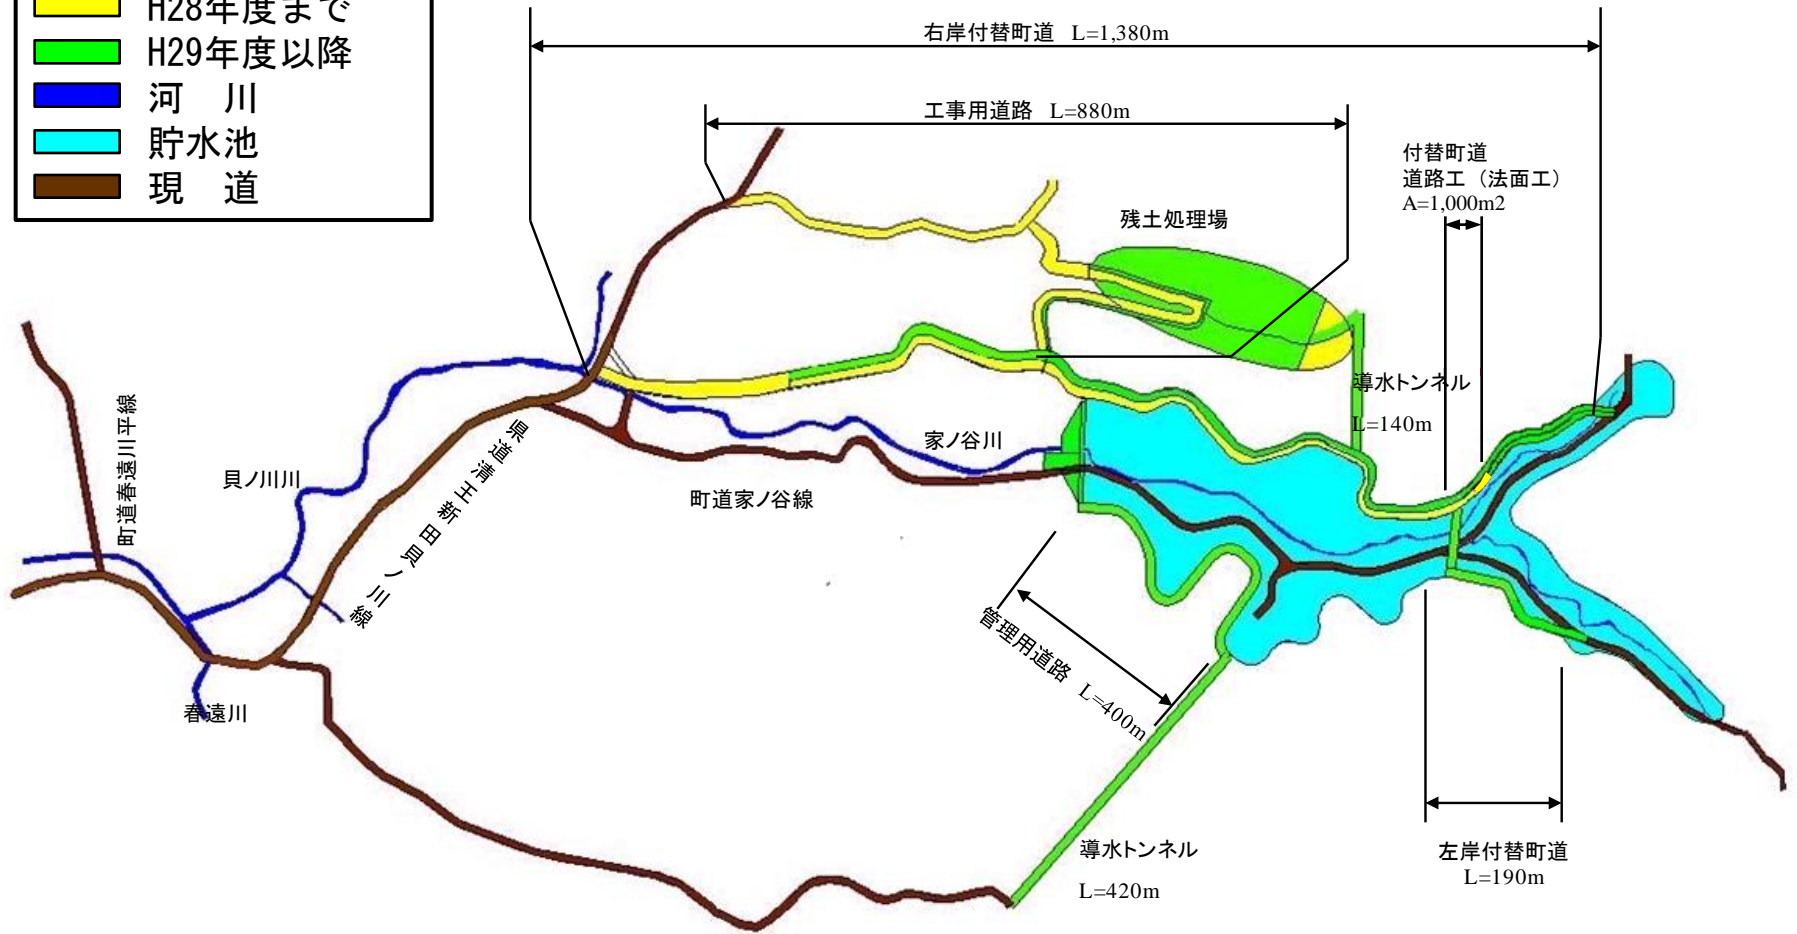 H28年度まで
H29年度以降
河　川
貯水池
現　道
右岸付替町道 L=1,380m
工事用道路 L=880m
付替町道
道路工（法面工）
A=1,000m2
残土処理場
導水トンネル
L=140m
家ノ谷川
町道家ノ谷線
町道春遠川平線
貝ノ川川
県道清王新田貝ノ川線
管理用道路 L=400m
春遠川
導水トンネル
L=420m
左岸付替町道
L=190m